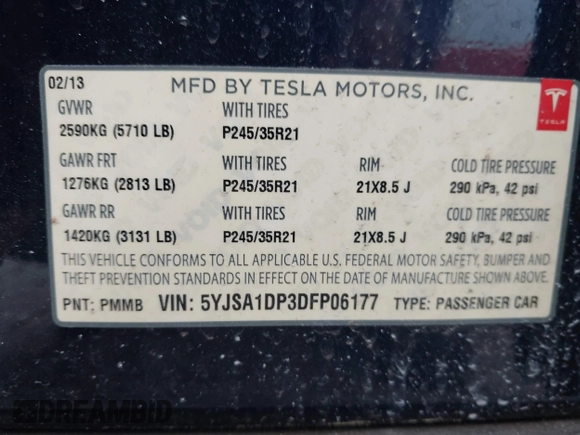 02/13 MFD BY TESLA MOTORS, INC.
GVWR WITH TIRES
2590KG (5710 LB) P245/35R21
TESLA
GAWR FRT WITH TIRES RIM COLD TIRE PRESSURE
1276KG (2813 LB) P245/35R21 21X8.5 J 290 kPa, 42 psi
GAWR RR WITH TIRES RIM COLD TIRE PRESSURE
1420KG (3131 LB) P245/35R21 21X8.5 J 290 kPa, 42 psi
THIS VEHICLE CONFORMS TO ALL APPLICABLE U.S. FEDERAL MOTOR SAFETY, BUMPER AND
THEFT PREVENTION STANDARDS IN EFFECT ON THE DATE OF MANUFACTURE SHOWN ABOVE.
PNT: PMMB VIN: 5YJSA1DP3DFP06177 TYPE: PASSENGER CAR
DREAMBID